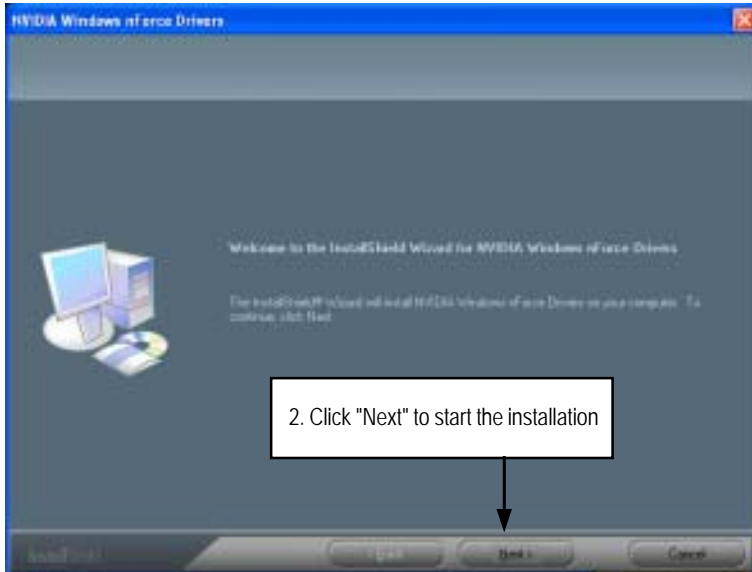 NVIDIA Windows nForce Drivers
Welcome to the InstallShield Wizard for NVIDIA Windows nForce Drivers
The InstallShield® Wizard will install NVIDIA Windows nForce Drivers on your computer. To
continue, click Next
2. Click "Next" to start the installation
InstallShield
< Back
Next >
Cancel